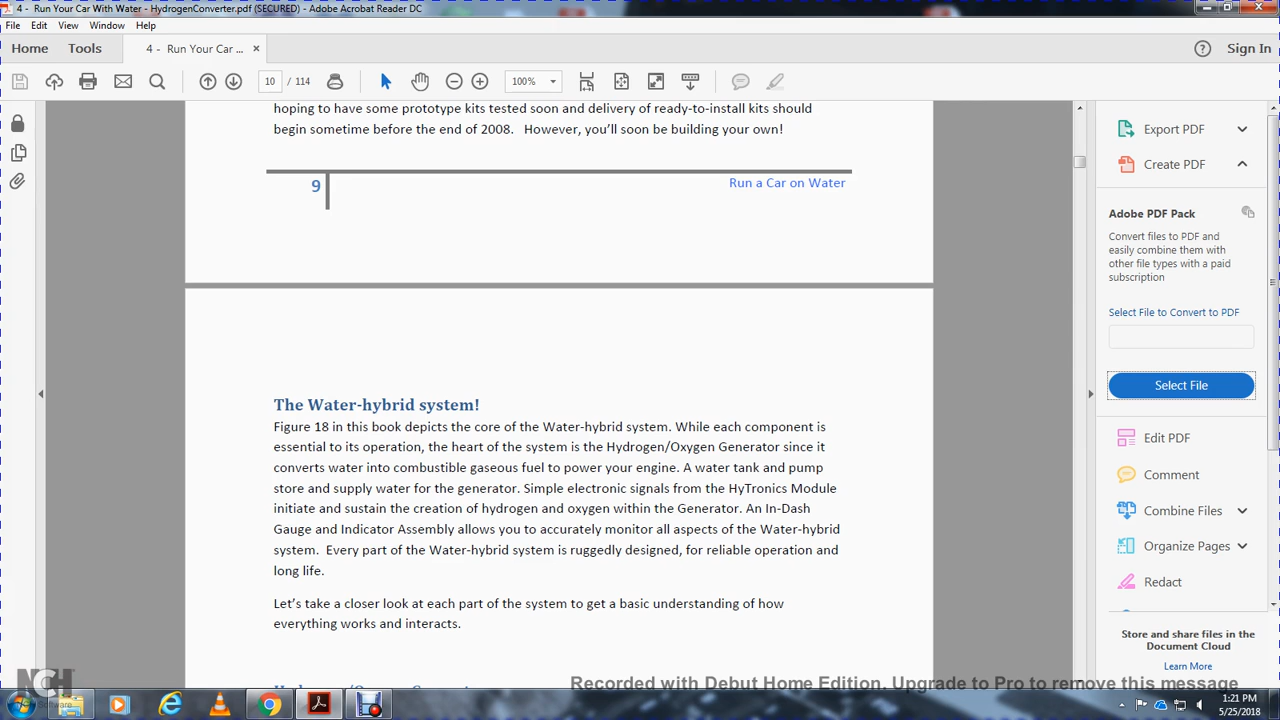 4 - Run Your Car With Water - HydrogenConverter.pdf (SECURED) - Adobe Acrobat Reader DC
File Edit View Window Help
Home Tools 4 - Run Your Car ... × Sign In
10 / 114 100%
hoping to have some prototype kits tested soon and delivery of ready-to-install kits should
begin sometime before the end of 2008. However, you’ll soon be building your own!
9
Run a Car on Water
The Water-hybrid system!
Figure 18 in this book depicts the core of the Water-hybrid system. While each component is
essential to its operation, the heart of the system is the Hydrogen/Oxygen Generator since it
converts water into combustible gaseous fuel to power your engine. A water tank and pump
store and supply water for the generator. Simple electronic signals from the HyTronics Module
initiate and sustain the creation of hydrogen and oxygen within the Generator. An In-Dash
Gauge and Indicator Assembly allows you to accurately monitor all aspects of the Water-hybrid
system. Every part of the Water-hybrid system is ruggedly designed, for reliable operation and
long life.
Let’s take a closer look at each part of the system to get a basic understanding of how
everything works and interacts.
Export PDF
Create PDF
Adobe PDF Pack
Convert files to PDF and
easily combine them with
other file types with a paid
subscription
Select File to Convert to PDF
Select File
Edit PDF
Comment
Combine Files
Organize Pages
Redact
Store and share files in the
Document Cloud
Learn More
NCH
Software
Recorded with Debut Home Edition. Upgrade to Pro to remove this message
1:21 PM
5/25/2018